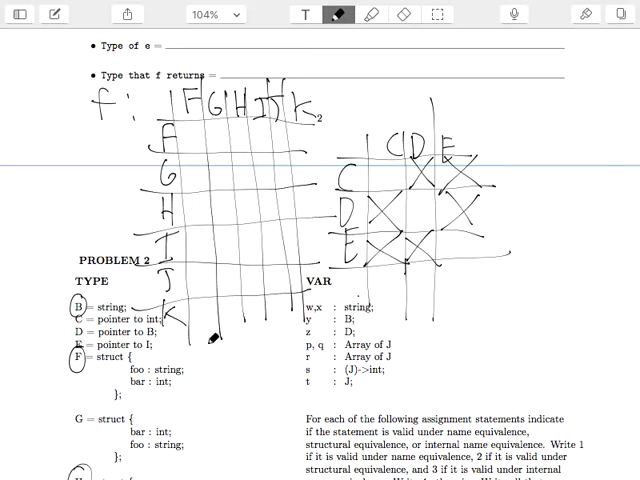 104%
T
• Type of e =
• Type that f returns =
f : F G H I J K 2
F
G
H
I
J
K
C D E
C X X
D X X
E X X
PROBLEM 2
TYPE
B = string;
C = pointer to int;
D = pointer to B;
E = pointer to I;
F = struct {
foo : string;
bar : int;
};
G = struct {
bar : int;
foo : string;
};
VAR
w,x : string;
y : B;
z : D;
p, q : Array of J
r : Array of J
s : (J)->int;
t : J;
For each of the following assignment statements indicate
if the statement is valid under name equivalence,
structural equivalence, or internal name equivalence. Write 1
if it is valid under name equivalence, 2 if it is valid under
structural equivalence, and 3 if it is valid under internal